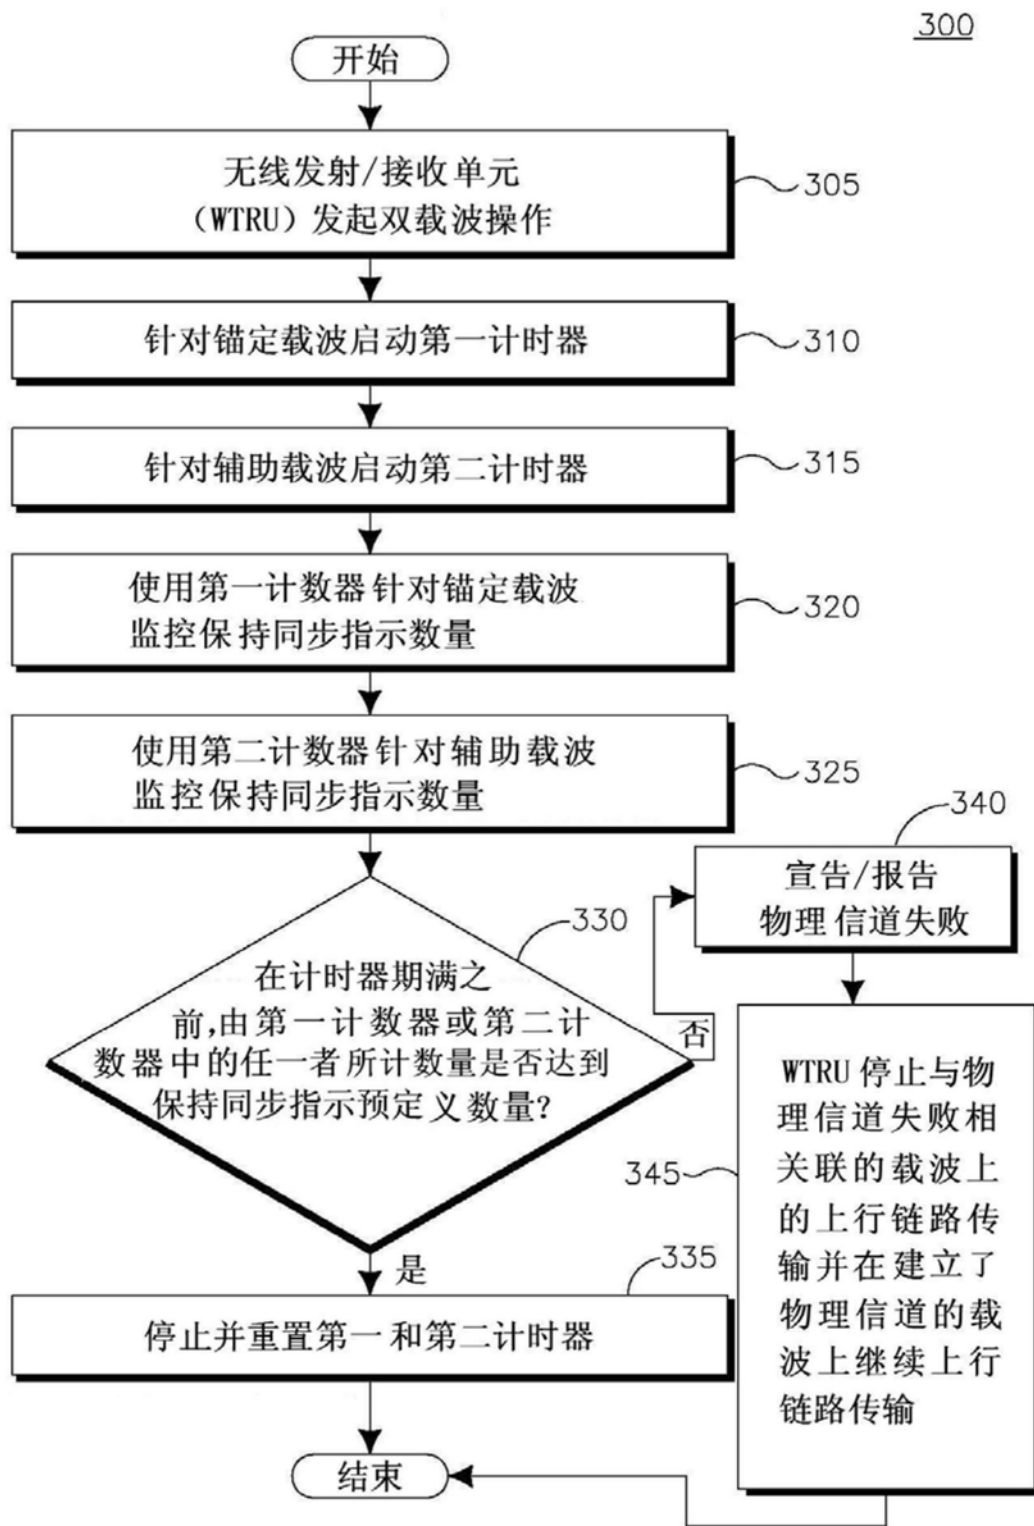 300
开始
无线发射/接收单元
（WTRU）发起双载波操作
305
针对锚定载波启动第一计时器
310
针对辅助载波启动第二计时器
315
使用第一计数器针对锚定载波
监控保持同步指示数量
320
使用第二计数器针对辅助载波
监控保持同步指示数量
325
在计时器期满之
前,由第一计数器或第二计
数器中的任一者所计数量是否达到
保持同步指示预定义数量?
330
否
340
宣告/报告
物理信道失败
WTRU停止与物
理信道失败相
关联的载波上
的上行链路传
输并在建立了
物理信道的载
波上继续上行
链路传输
345
是
335
停止并重置第一和第二计时器
结束